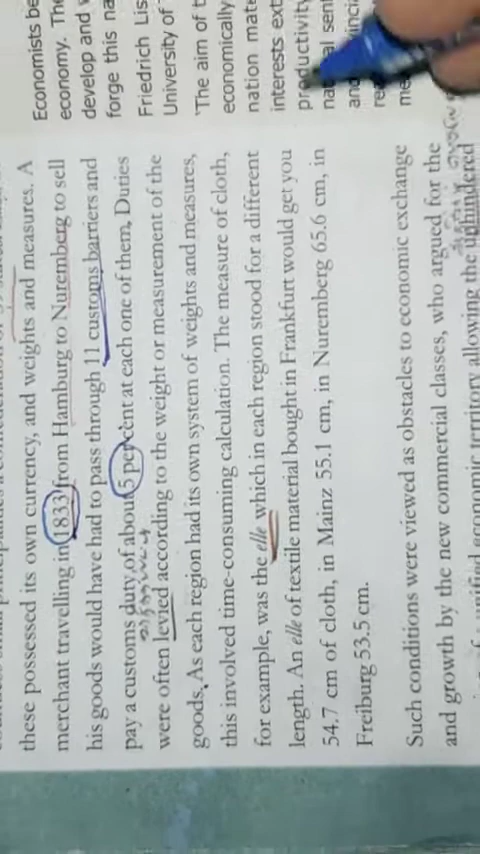 these possessed its own currency, and weights and measures. A
merchant travelling in 1833 from Hamburg to Nuremberg to sell
his goods would have had to pass through 11 customs barriers and
pay a customs duty of about 5 per cent at each one of them. Duties
were often levied according to the weight or measurement of the
goods. As each region had its own system of weights and measures,
this involved time-consuming calculation. The measure of cloth,
for example, was the elle which in each region stood for a different
length. An elle of textile material bought in Frankfurt would get you
54.7 cm of cloth, in Mainz 55.1 cm, in Nuremberg 65.6 cm, in
Freiburg 53.5 cm.
Such conditions were viewed as obstacles to economic exchange
and growth by the new commercial classes, who argued for the
unified economic territory allowing the unhindered
Economists be
economy. The
develop and
forge this na
Friedrich Lis
University of
'The aim of t
economically
nation mate
interests ext
productivity